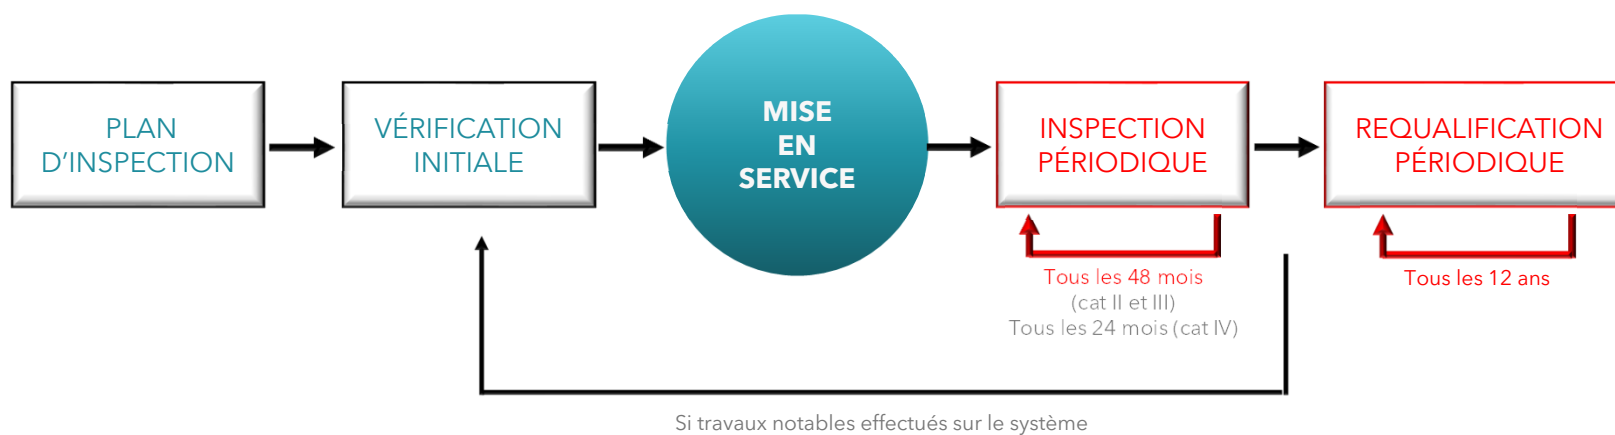 PLAN
D'INSPECTION
VÉRIFICATION
INITIALE
MISE
EN
SERVICE
INSPECTION
PÉRIODIQUE
REQUALIFICATION
PÉRIODIQUE
Tous les 48 mois
(cat II et III)
Tous les 24 mois (cat IV)
Tous les 12 ans
Si travaux notables effectués sur le système